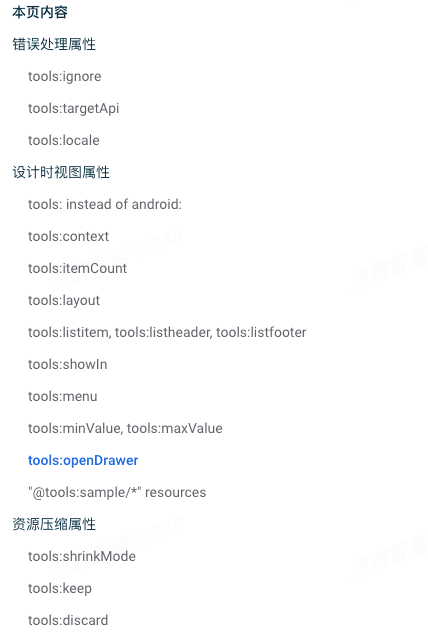 本页内容
错误处理属性
tools:ignore
tools:targetApi
tools:locale
设计时视图属性
tools: instead of android:
tools:context
tools:itemCount
tools:layout
tools:listitem, tools:listheader, tools:listfooter
tools:showIn
tools:menu
tools:minValue, tools:maxValue
tools:openDrawer
"@tools:sample/*" resources
资源压缩属性
tools:shrinkMode
tools:keep
tools:discard